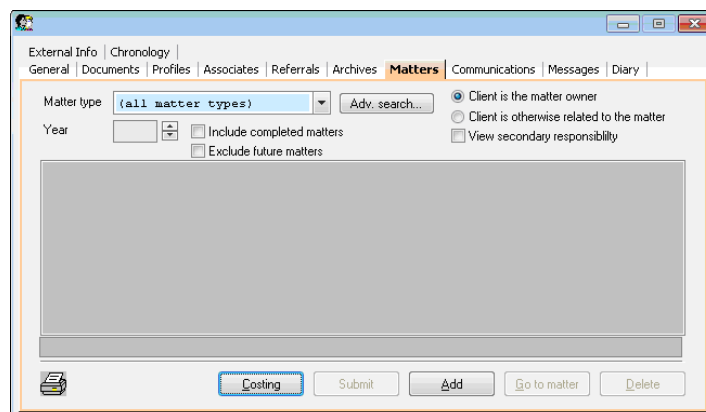 External Info Chronology
General Documents Profiles Associates Referrals Archives Matters Communications Messages Diary
Matter type (all matter types) Adv. search... Client is the matter owner
Client is otherwise related to the matter
Year Include completed matters View secondary responsiblilty
Exclude future matters
Costing Submit Add Go to matter Delete